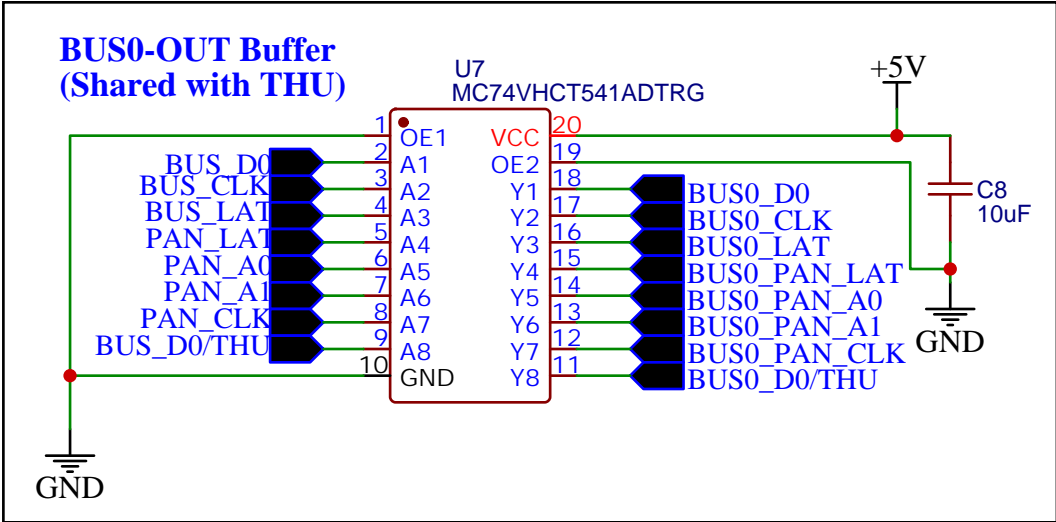 BUS0-OUT Buffer
(Shared with THU)
U7
MC74VHCT541ADTRG
+5V
1 OE1 VCC 20
BUS_D0 2 A1 OE2 19
BUS_CLK 3 A2 Y1 18 BUS0_D0
BUS_LAT 4 A3 Y2 17 BUS0_CLK
PAN_LAT 5 A4 Y3 16 BUS0_LAT
PAN_A0 6 A5 Y4 15 BUS0_PAN_LAT
PAN_A1 7 A6 Y5 14 BUS0_PAN_A0
PAN_CLK 8 A7 Y6 13 BUS0_PAN_A1
BUS_D0/THU 9 A8 Y7 12 BUS0_PAN_CLK
10 GND Y8 11 BUS0_D0/THU
C8
10uF
GND
GND